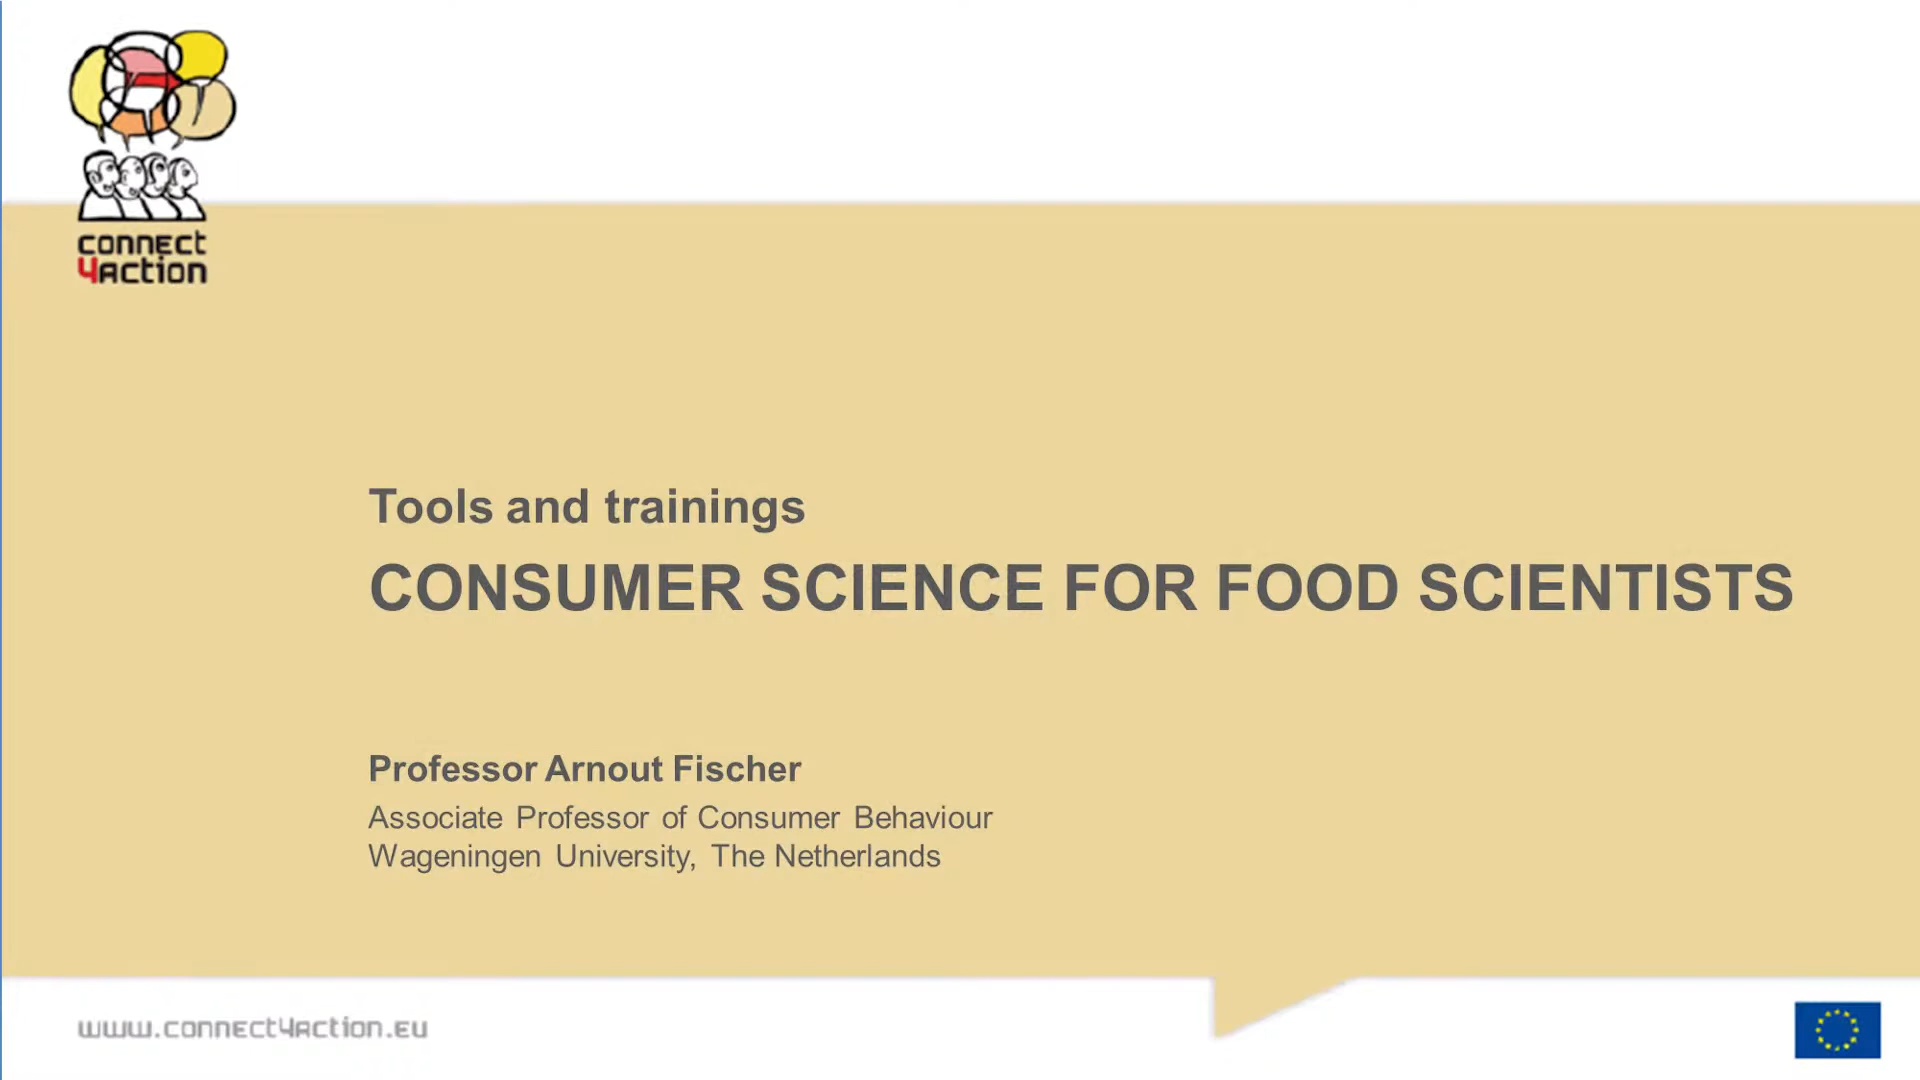 connect
4action
Tools and trainings
CONSUMER SCIENCE FOR FOOD SCIENTISTS
Professor Arnout Fischer
Associate Professor of Consumer Behaviour
Wageningen University, The Netherlands
www.connect4action.eu